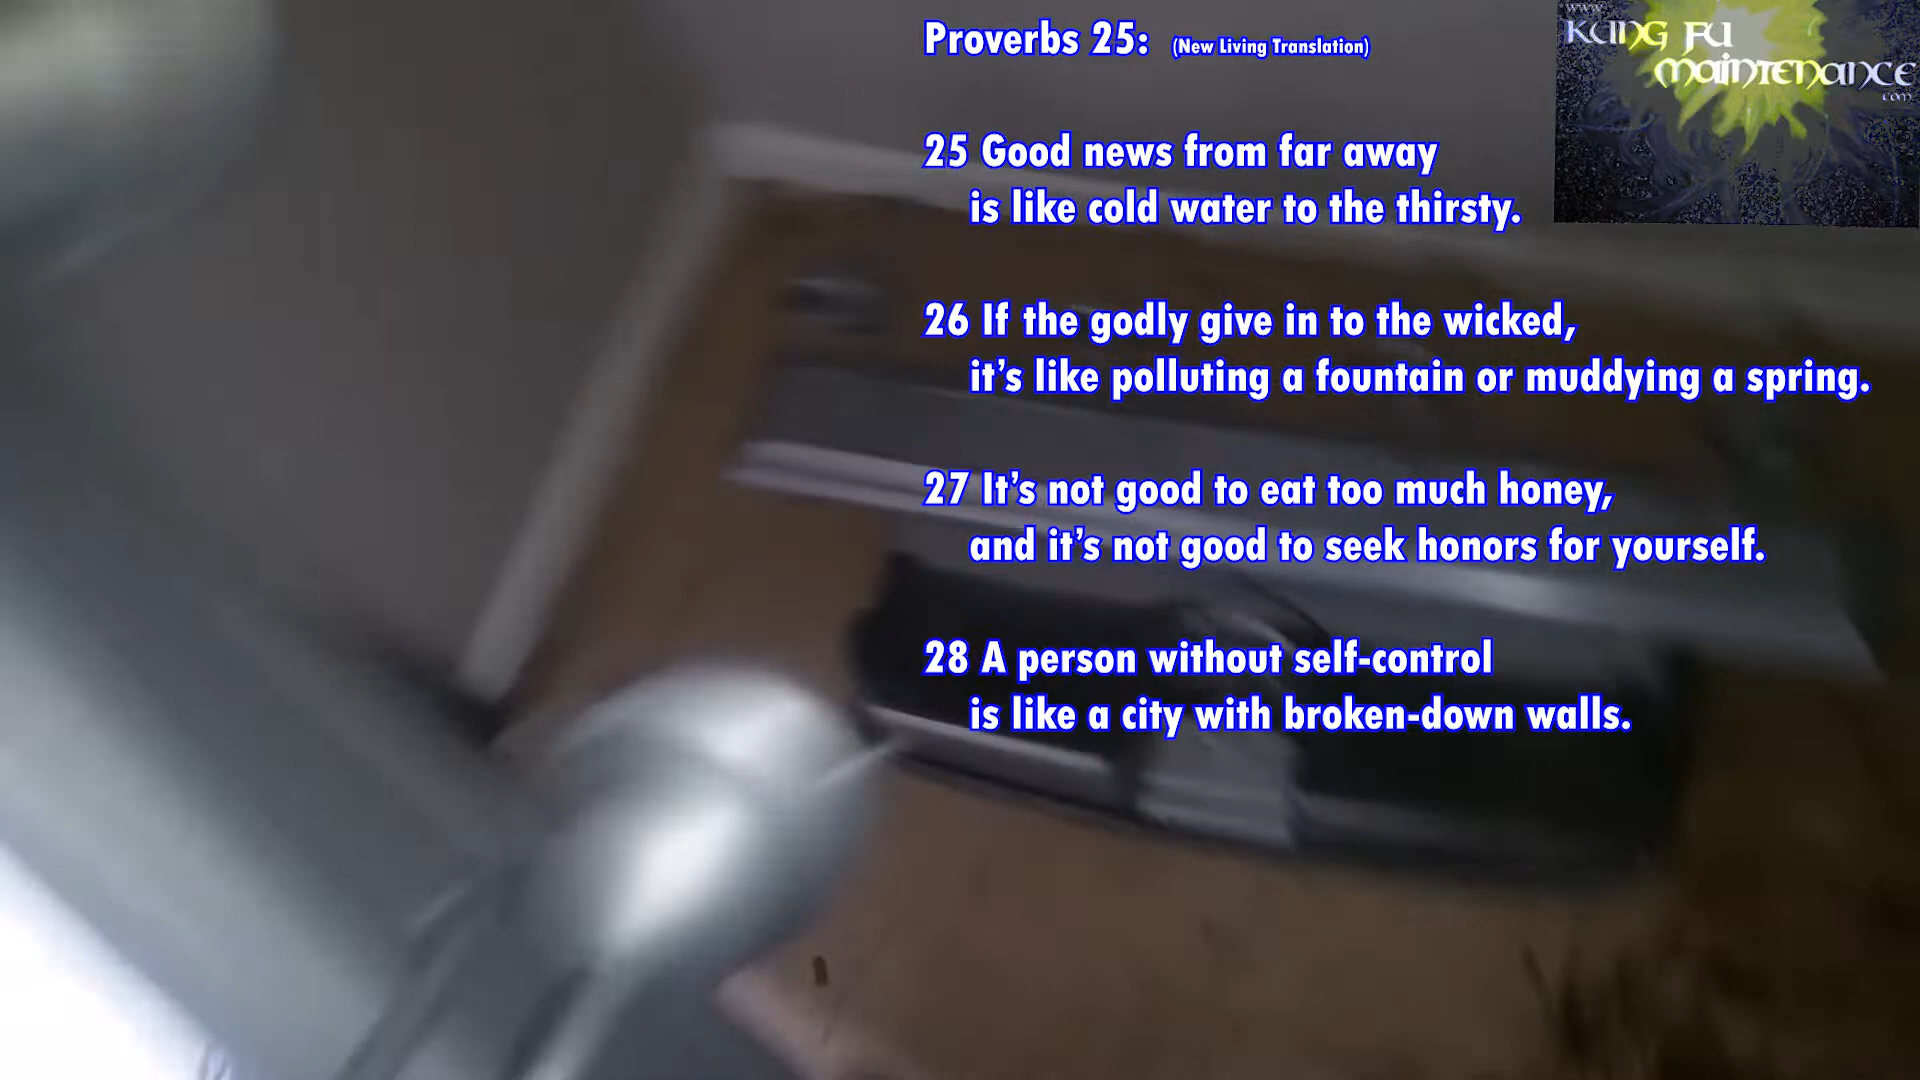 Proverbs 25: (New Living Translation)
www
KUNG FU
MAINTENANCE
.com
25 Good news from far away
is like cold water to the thirsty.
26 If the godly give in to the wicked,
it’s like polluting a fountain or muddying a spring.
27 It’s not good to eat too much honey,
and it’s not good to seek honors for yourself.
28 A person without self-control
is like a city with broken-down walls.